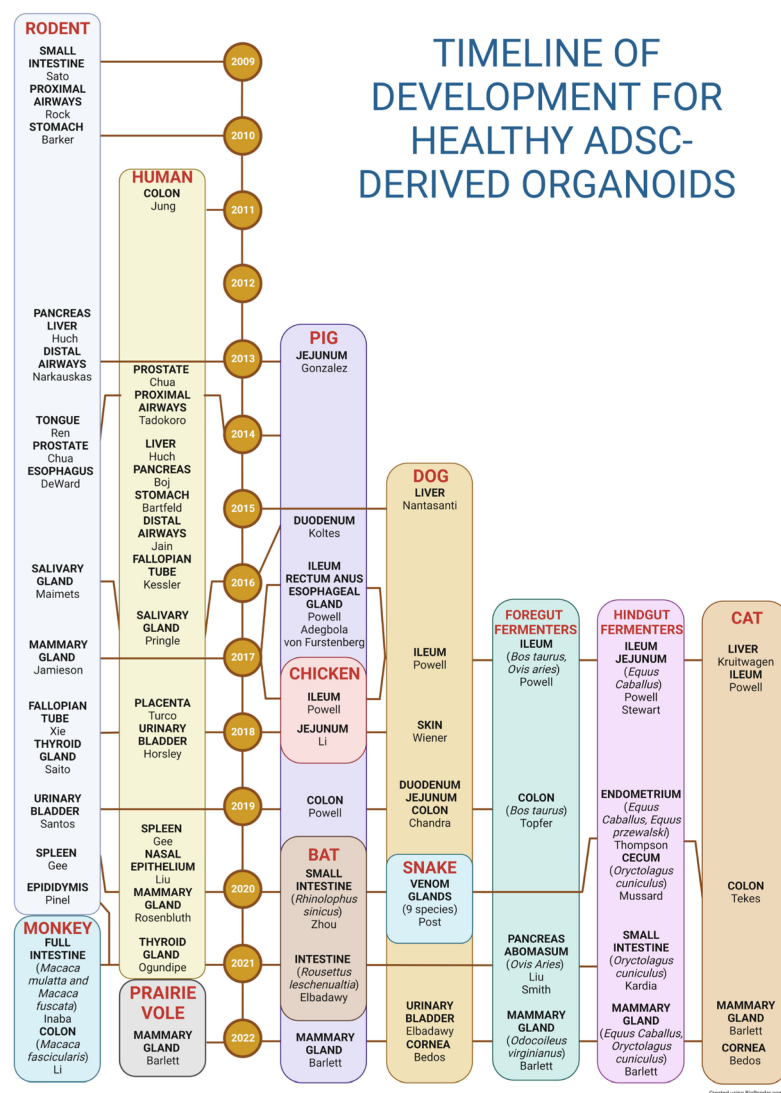 TIMELINE OF
DEVELOPMENT FOR
HEALTHY ADSC-
DERIVED ORGANOIDS
RODENT
SMALL
INTESTINE
Sato
PROXIMAL
AIRWAYS
Rock
STOMACH
Barker
PANCREAS
LIVER
Huch
DISTAL
AIRWAYS
Narkauskas
TONGUE
Ren
PROSTATE
Chua
ESOPHAGUS
DeWard
SALIVARY
GLAND
Maimets
MAMMARY
GLAND
Jamieson
FALLOPIAN
TUBE
Xie
THYROID
GLAND
Saito
URINARY
BLADDER
Santos
SPLEEN
Gee
EPIDIDYMIS
Pinel
MONKEY
FULL
INTESTINE
(Macaca
mulatta and
Macaca
fuscata)
Inaba
COLON
(Macaca
fascicularis)
Li
HUMAN
COLON
Jung
PROSTATE
Chua
PROXIMAL
AIRWAYS
Tadokoro
LIVER
Huch
PANCREAS
Boj
STOMACH
Bartfeld
DISTAL
AIRWAYS
Jain
FALLOPIAN
TUBE
Kessler
SALIVARY
GLAND
Pringle
PLACENTA
Turco
URINARY
BLADDER
Horsley
SPLEEN
Gee
NASAL
EPITHELIUM
Liu
MAMMARY
GLAND
Rosenbluth
THYROID
GLAND
Ogundipe
PRAIRIE
VOLE
MAMMARY
GLAND
Barlett
2009
2010
2011
2012
2013
2014
2015
2016
2017
2018
2019
2020
2021
2022
PIG
JEJUNUM
Gonzalez
DUODENUM
Koltes
ILEUM
RECTUM ANUS
ESOPHAGEAL
GLAND
Powell
Adegbola
von Furstenberg
CHICKEN
ILEUM
Powell
JEJUNUM
Li
COLON
Powell
BAT
SMALL
INTESTINE
(Rhinolophus
sinicus)
Zhou
INTESTINE
(Rousettus
leschenualtia)
Elbadawy
MAMMARY
GLAND
Barlett
DOG
LIVER
Nantasanti
ILEUM
Powell
SKIN
Wiener
DUODENUM
JEJUNUM
COLON
Chandra
SNAKE
VENOM
GLANDS
(9 species)
Post
URINARY
BLADDER
Elbadawy
CORNEA
Bedos
FOREGUT
FERMENTERS
ILEUM
(Bos taurus,
Ovis aries)
Powell
COLON
(Bos taurus)
Topfer
PANCREAS
ABOMASUM
(Ovis Aries)
Liu
Smith
MAMMARY
GLAND
(Odocoileus
virginianus)
Barlett
HINDGUT
FERMENTERS
ILEUM
JEJUNUM
(Equus
Caballus)
Powell
Stewart
ENDOMETRIUM
(Equus
Caballus, Equus
przewalski)
Thompson
CECUM
(Oryctolagus
cuniculus)
Mussard
SMALL
INTESTINE
(Oryctolagus
cuniculus)
Kardia
MAMMARY
GLAND
(Equus Caballus,
Oryctolagus
cuniculus)
Barlett
CAT
LIVER
Kruitwagen
ILEUM
Powell
COLON
Tekes
MAMMARY
GLAND
Barlett
CORNEA
Bedos